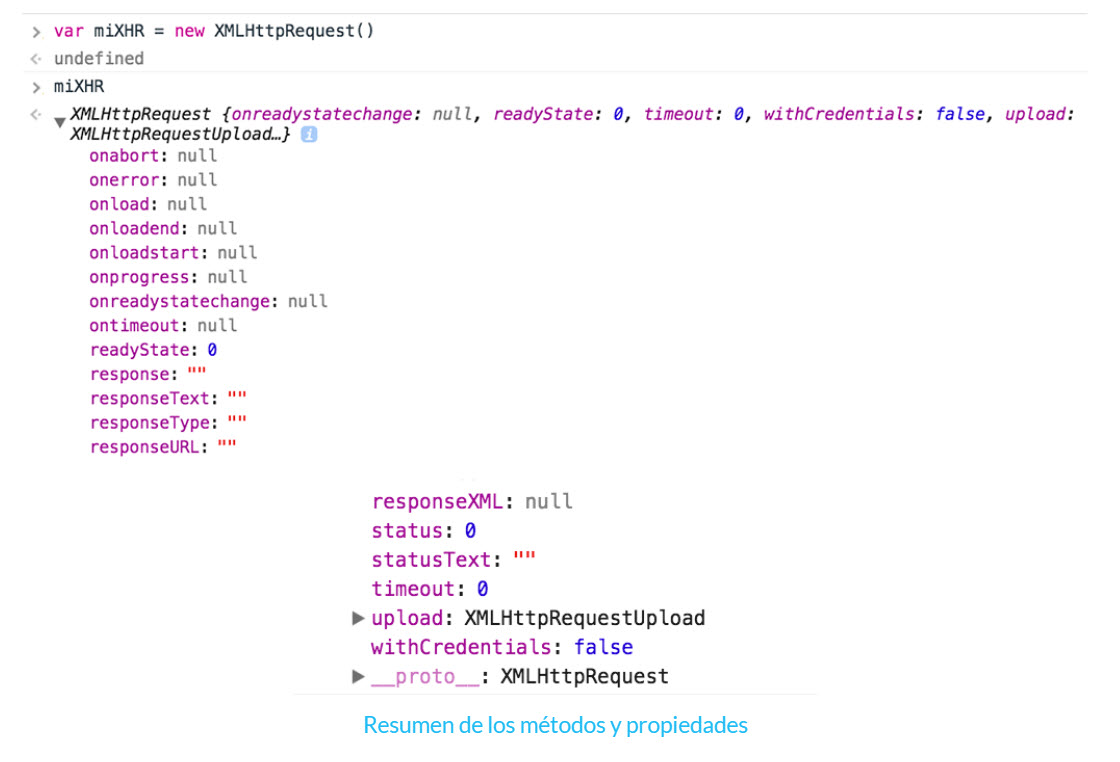 > var miXHR = new XMLHttpRequest()
<· undefined
> miXHR
<· ▼ XMLHttpRequest {onreadystatechange: null, readyState: 0, timeout: 0, withCredentials: false, upload:
XMLHttpRequestUpload…} i
onabort: null
onerror: null
onload: null
onloadend: null
onloadstart: null
onprogress: null
onreadystatechange: null
ontimeout: null
readyState: 0
response: ""
responseText: ""
responseType: ""
responseURL: ""
responseXML: null
status: 0
statusText: ""
timeout: 0
▶ upload: XMLHttpRequestUpload
withCredentials: false
▶ __proto__: XMLHttpRequest
Resumen de los métodos y propiedades